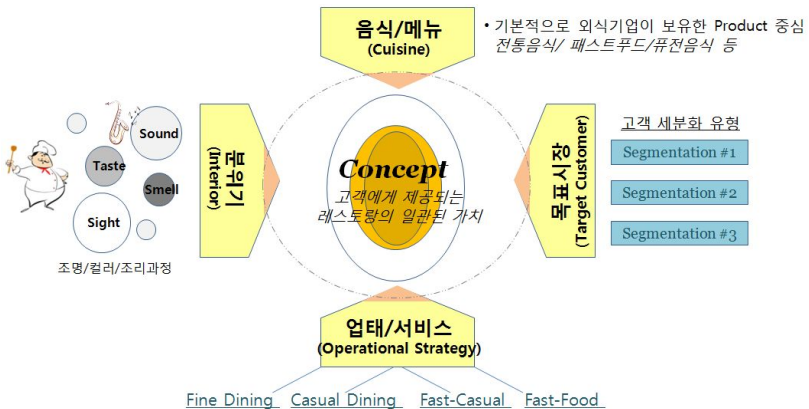 음식/메뉴
(Cuisine)
• 기본적으로 외식기업이 보유한 Product 중심
전통음식/ 패스트푸드/퓨전음식 등
Sound
Taste
Smell
Sight
조명/컬러/조리과정
분위기
(Interior)
Concept
고객에게 제공되는
레스토랑의 일관된 가치
목표시장
(Target Customer)
고객 세분화 유형
Segmentation #1
Segmentation #2
Segmentation #3
업태/서비스
(Operational Strategy)
Fine Dining
Casual Dining
Fast-Casual
Fast-Food